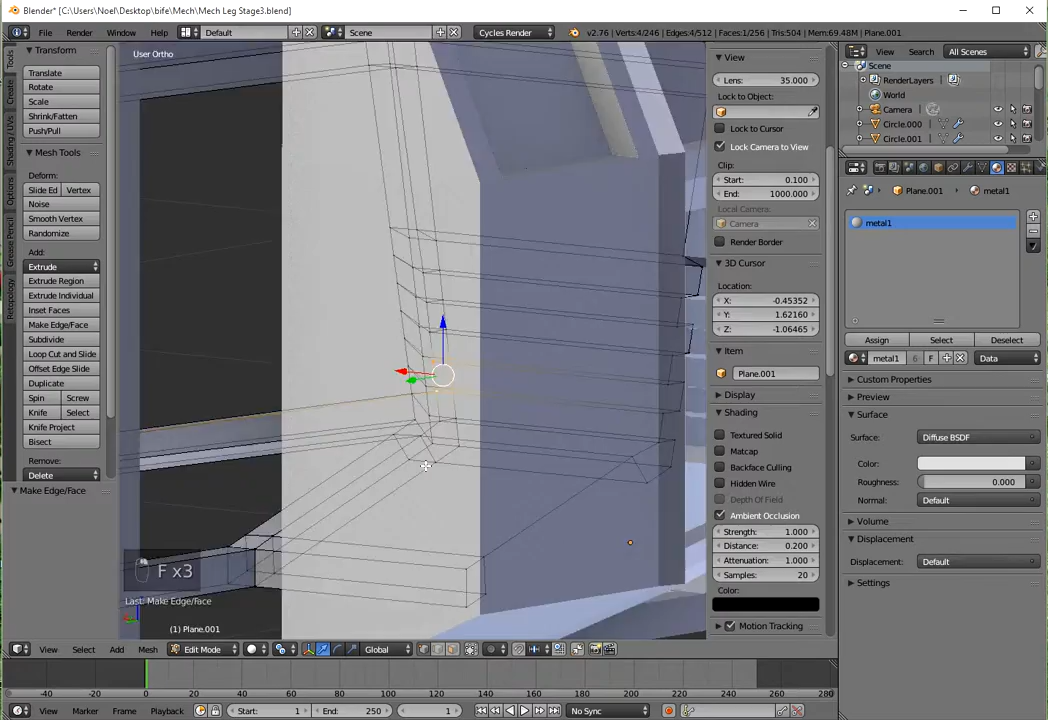 Blender* [C:\Users\Noel\Desktop\bife\Mech\Mech Leg Stage3.blend]
File Render Window Help Default Scene Cycles Render v2.76 | Verts:4/246 | Edges:4/512 | Faces:1/256 | Tris:504 | Mem:69.48M | Plane.001
Tools
Create
Shading / UVs
Options
Grease Pencil
Retopology
Transform
Translate
Rotate
Scale
Shrink/Fatten
Push/Pull
Mesh Tools
Deform:
Slide Ed Vertex
Noise
Smooth Vertex
Randomize
Add:
Extrude
Extrude Region
Extrude Individual
Inset Faces
Make Edge/Face
Subdivide
Loop Cut and Slide
Offset Edge Slide
Duplicate
Spin Screw
Knife Select
Knife Project
Bisect
Remove:
Delete
Make Edge/Face
User Ortho
F x3
Last: Make Edge/Face
(1) Plane.001
View
Lens: 35.000
Lock to Object:
Lock to Cursor
Lock Camera to View
Clip:
Start: 0.100
End: 1000.000
Local Camera:
Camera
Render Border
3D Cursor
Location:
X: -0.45352
Y: 1.62160
Z: -1.06465
Item
Plane.001
Display
Shading
Textured Solid
Matcap
Backface Culling
Hidden Wire
Depth Of Field
Ambient Occlusion
Strength: 1.000
Distance: 0.200
Attenuation: 1.000
Samples: 20
Color:
Motion Tracking
View Search All Scenes
Scene
RenderLayers
World
Camera
Circle.000
Circle.001
Plane.001 metal1
metal1
Assign Select Deselect
metal1 6 F Data
Custom Properties
Preview
Surface
Surface: Diffuse BSDF
Color:
Roughness: 0.000
Normal: Default
Volume
Displacement
Displacement: Default
Settings
View Select Add Mesh Edit Mode Global
-40 -20 0 20 40 60 80 100 120 140 160 180 200 220 240 260 280
View Marker Frame Playback Start: 1 End: 250 1 No Sync